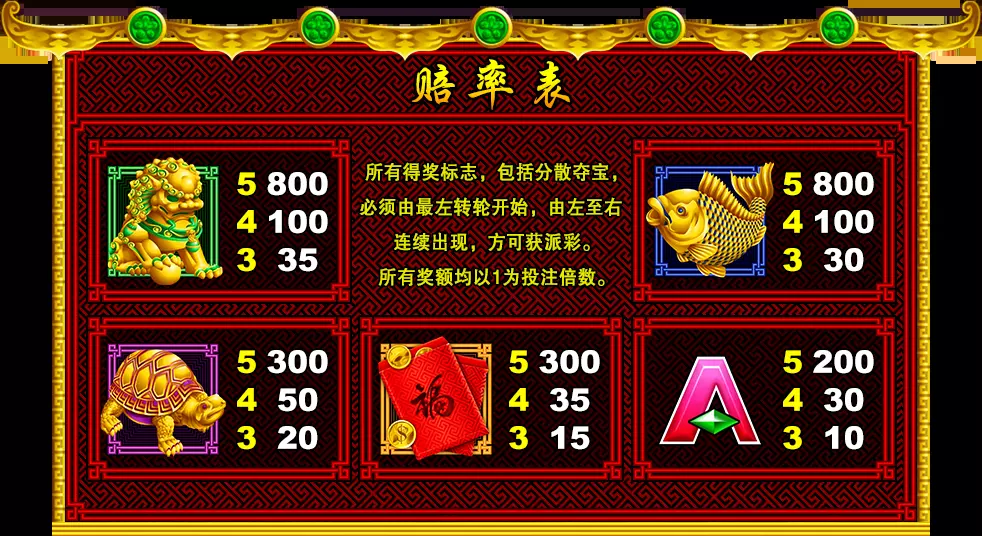 赔率表
5 800
4 100
3 35
所有得奖标志，包括分散夺宝，
必须由最左转轮开始，由左至右
连续出现，方可获派彩。
所有奖额均以1为投注倍数。
5 800
4 100
3 30
5 300
4 50
3 20
福
$
5 300
4 35
3 15
A
5 200
4 30
3 10